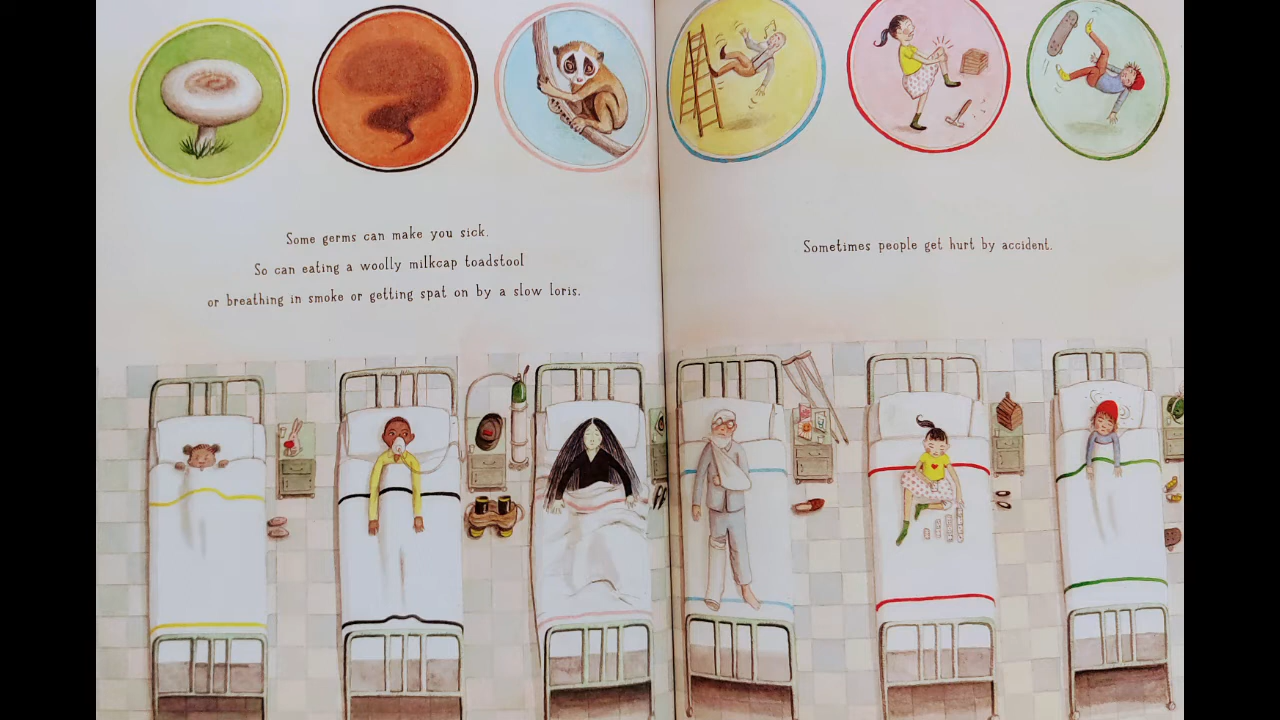 Some germs can make you sick.
So can eating a woolly milkcap toadstool
or breathing in smoke or getting spat on by a slow loris.
Sometimes people get hurt by accident.